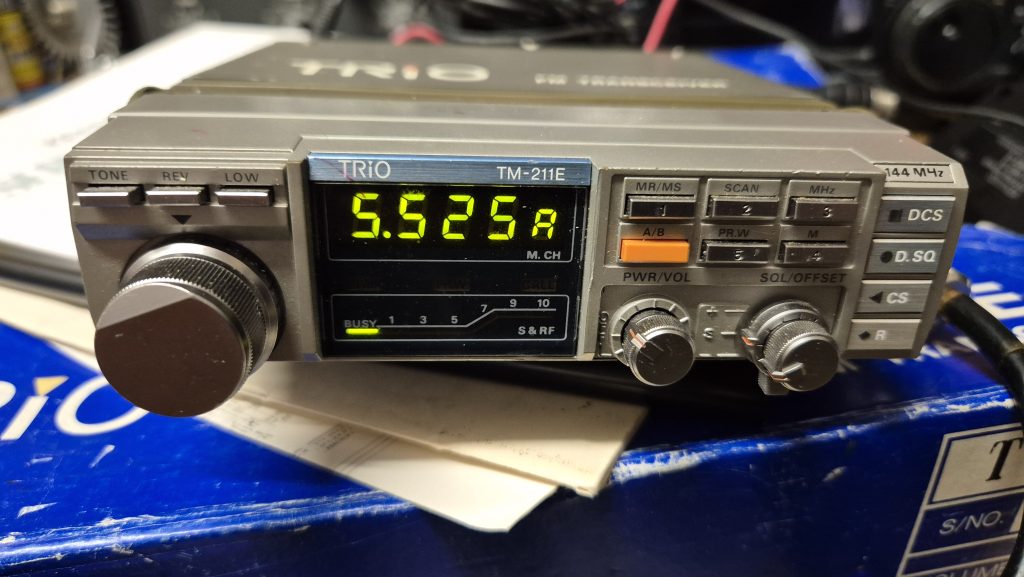 TRIO
FM TRANSCEIVER
TONE REV LOW
TRIO TM-211E
5.525A
M.CH
BUSY 1 3 5 7 9 10
S & RF
MR/MS SCAN MHz
1 2 3
A/B PR.W M
5 4
PWR/VOL SQL/OFFSET
+
S
−
144 MHz
DCS
D.SQ
CS
R
TRIO
T
S/NO.
VOLUME